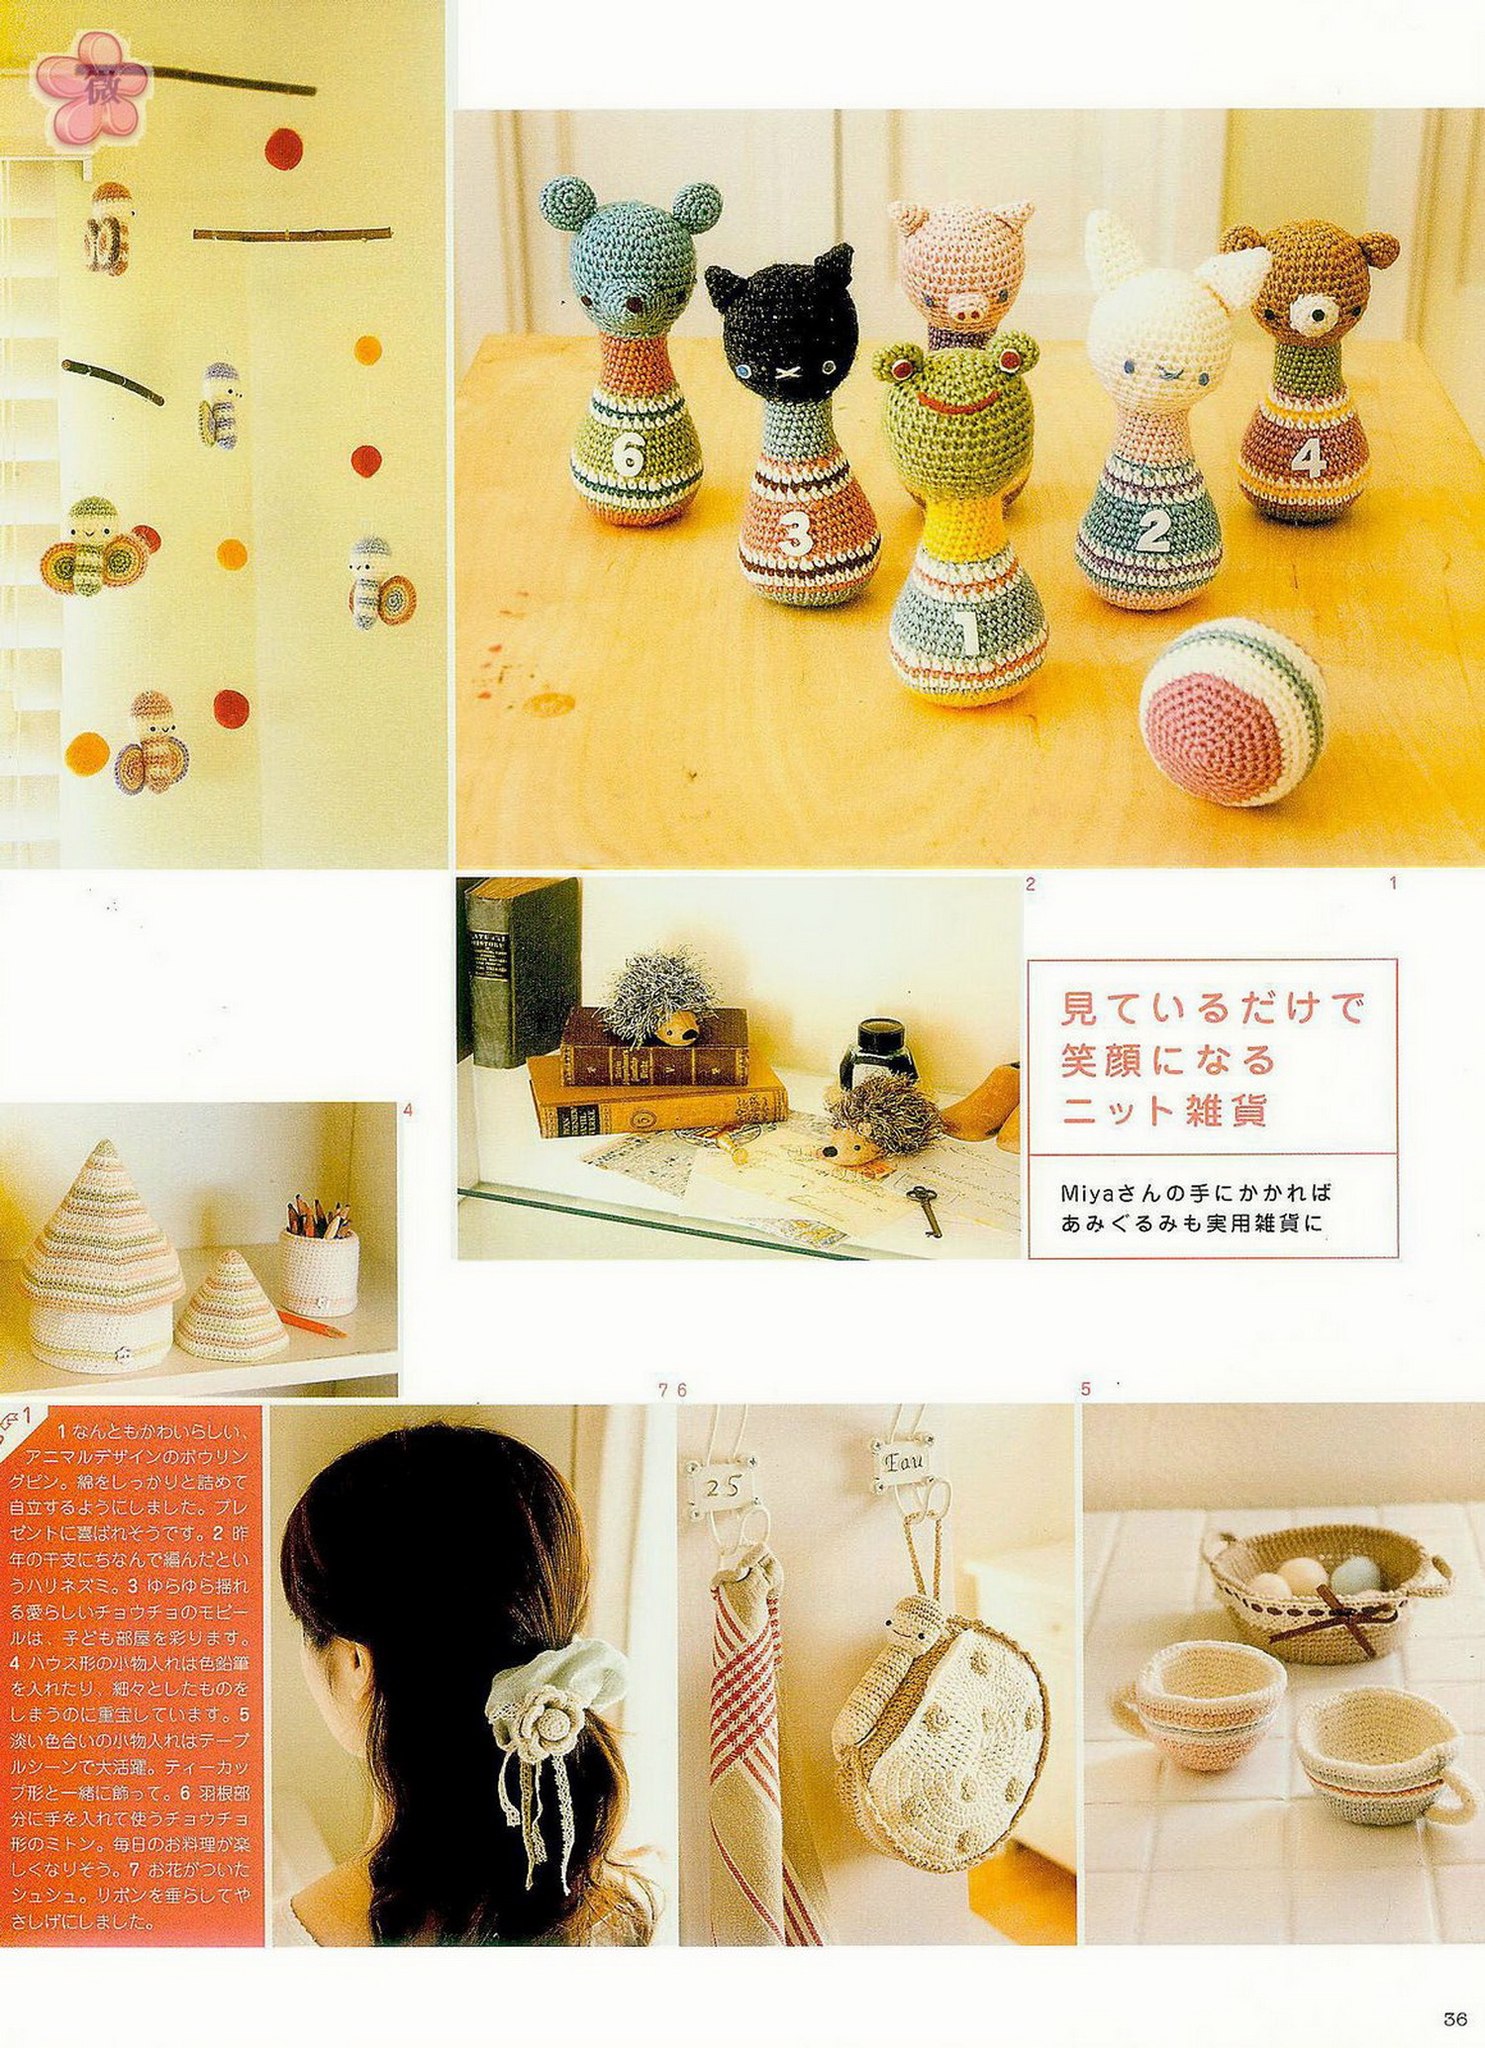 微
6
3
1
2
4
2
1
見ているだけで
笑顔になる
ニット雑貨
Miyaさんの手にかかれば
あみぐるみも実用雑貨に
4
7 6
5
1
1 なんともかわいらしい、
アニマルデザインのボウリン
グピン。綿をしっかりと詰めて
自立するようにしました。プレ
ゼントに喜ばれそうです。2 昨
年の干支にちなんで編んだとい
うハリネズミ。3 ゆらゆら揺れ
る愛らしいチョウチョのモビー
ルは、子ども部屋を彩ります。
4 ハウス形の小物入れは色鉛筆
を入れたり、細々としたものを
しまうのに重宝しています。5
淡い色合いの小物入れはテーブ
ルシーンで大活躍。ティーカッ
プ形と一緒に飾って。6 羽根部
分に手を入れて使うチョウチョ
形のミトン。毎日のお料理が楽
しくなりそう。7 お花がついた
シュシュ。リボンを垂らしてや
さしげにしました。
25
Eau
36